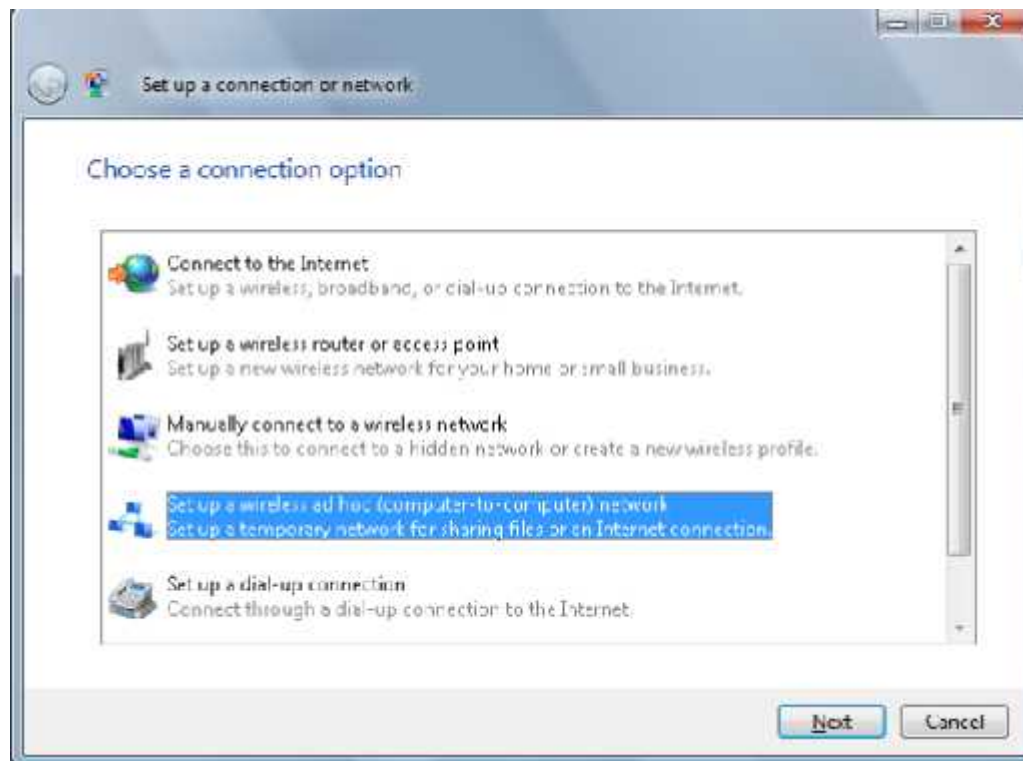 Set up a connection or network
Choose a connection option
Connect to the Internet
Set up a wireless, broadband, or dial-up connection to the Internet.
Set up a wireless router or access point
Set up a new wireless network for your home or small business.
Manually connect to a wireless network
Choose this to connect to a hidden network or create a new wireless profile.
Set up a wireless ad hoc (computer-to-computer) network
Set up a temporary network for sharing files or an Internet connection.
Set up a dial-up connection
Connect through a dial-up connection to the Internet.
Next
Cancel